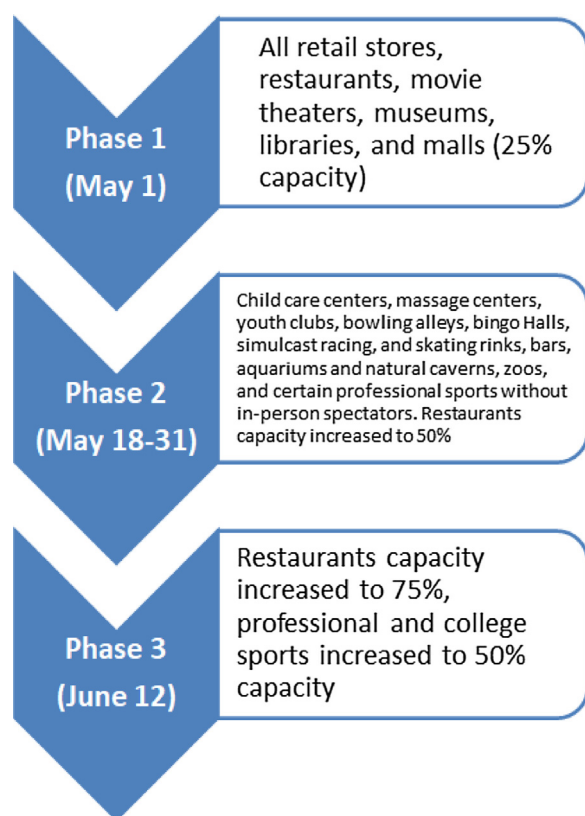 Phase 1
(May 1)
All retail stores,
restaurants, movie
theaters, museums,
libraries, and malls (25%
capacity)
Phase 2
(May 18-31)
Child care centers, massage centers,
youth clubs, bowling alleys, bingo Halls,
simulcast racing, and skating rinks, bars,
aquariums and natural caverns, zoos,
and certain professional sports without
in-person spectators. Restaurants
capacity increased to 50%
Phase 3
(June 12)
Restaurants capacity
increased to 75%,
professional and college
sports increased to 50%
capacity